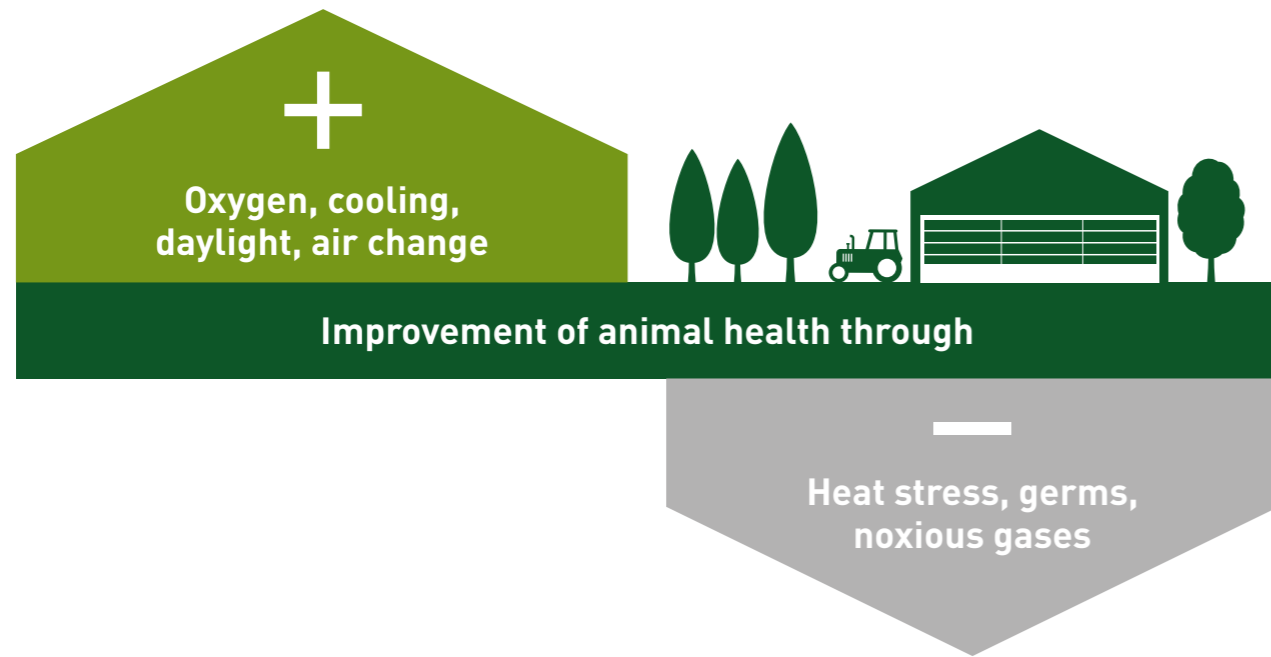 +
Oxygen, cooling,
daylight, air change
Improvement of animal health through
—
Heat stress, germs,
noxious gases